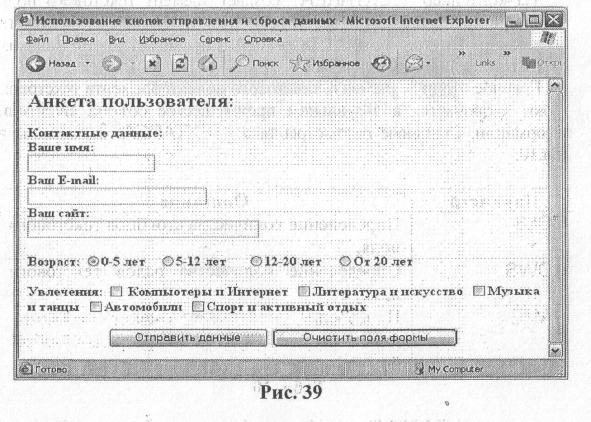 Использование кнопок отправления и сброса данных - Microsoft Internet Explorer
Файл Правка Вид Избранное Сервис Справка
Назад Поиск Избранное Links
Анкета пользователя:
Контактные данные:
Ваше имя:
Ваш E-mail:
Ваш сайт:
Возраст: 0-5 лет 5-12 лет 12-20 лет От 20 лет
Увлечения: Компьютеры и Интернет Литература и искусство Музыка
и танцы Автомобили Спорт и активный отдых
Отправить данные Очистить поля формы
Готово My Computer
Рис. 39